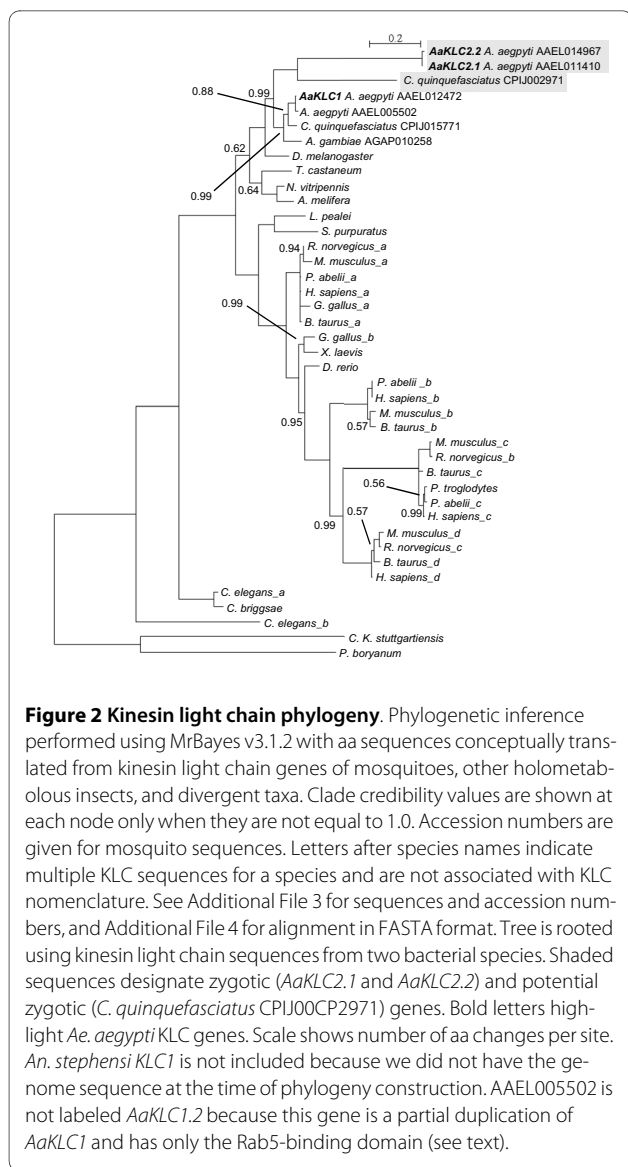 0.2
AaKLC2.2 A. aegpyti AAEL014967
AaKLC2.1 A. aegpyti AAEL011410
C. quinquefasciatus CPIJ002971
0.88
0.99
AaKLC1 A. aegpyti AAEL012472
A. aegpyti AAEL005502
C. quinquefasciatus CPIJ015771
A. gambiae AGAP010258
0.62
D. melanogaster
T. castaneum
0.64
0.99
N. vitripennis
A. melifera
L. pealei
S. purpuratus
0.94
R. norvegicus_a
M. musculus_a
P. abelii_a
H. sapiens_a
0.99
G. gallus_a
B. taurus_a
G. gallus_b
X. laevis
D. rerio
P. abelii _b
H. sapiens_b
M. musculus_b
0.95
0.57
B. taurus_b
M. musculus_c
R. norvegicus_b
B. taurus_c
0.56
P. troglodytes
P. abelii_c
0.99
H. sapiens_c
0.99
0.57
M. musculus_d
R. norvegicus_c
B. taurus_d
H. sapiens_d
C. elegans_a
C. briggsae
C. elegans_b
C. K. stuttgartiensis
P. boryanum
Figure 2 Kinesin light chain phylogeny. Phylogenetic inference
performed using MrBayes v3.1.2 with aa sequences conceptually trans-
lated from kinesin light chain genes of mosquitoes, other holometab-
olous insects, and divergent taxa. Clade credibility values are shown at
each node only when they are not equal to 1.0. Accession numbers are
given for mosquito sequences. Letters after species names indicate
multiple KLC sequences for a species and are not associated with KLC
nomenclature. See Additional File 3 for sequences and accession num-
bers, and Additional File 4 for alignment in FASTA format. Tree is rooted
using kinesin light chain sequences from two bacterial species. Shaded
sequences designate zygotic (AaKLC2.1 and AaKLC2.2) and potential
zygotic (C. quinquefasciatus CPIJ00CP2971) genes. Bold letters high-
light Ae. aegypti KLC genes. Scale shows number of aa changes per site.
An. stephensi KLC1 is not included because we did not have the ge-
nome sequence at the time of phylogeny construction. AAEL005502 is
not labeled AaKLC1.2 because this gene is a partial duplication of
AaKLC1 and has only the Rab5-binding domain (see text).